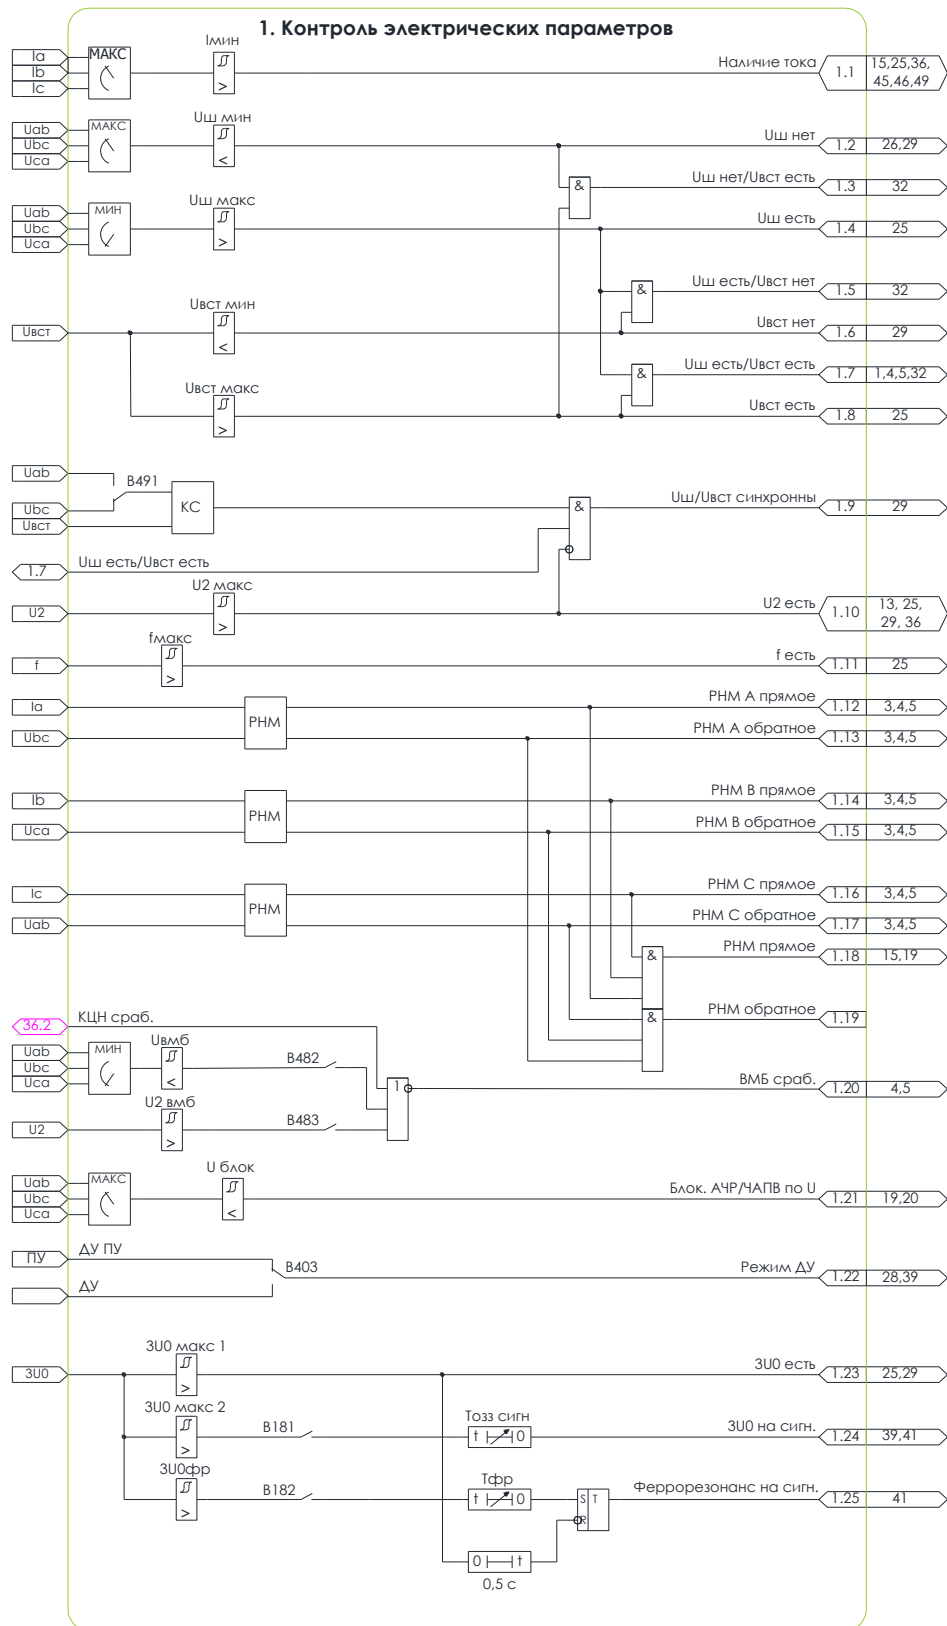 1. Контроль электрических параметров
Ia
Ib
Ic
МАКС
Iмин
>
Наличие тока
1.1
15,25,36,
45,46,49
Uab
Ubc
Uca
МАКС
Uш мин
<
Uш нет
1.2
26,29
&
Uш нет/Uвст есть
1.3
32
Uab
Ubc
Uca
МИН
Uш макс
>
Uш есть
1.4
25
&
Uш есть/Uвст нет
1.5
32
Uвст
Uвст мин
<
Uвст нет
1.6
29
&
Uш есть/Uвст есть
1.7
1,4,5,32
Uвст макс
>
Uвст есть
1.8
25
Uab
Ubc
Uвст
В491
КС
&
Uш/Uвст синхронны
1.9
29
1.7
Uш есть/Uвст есть
U2
U2 макс
>
U2 есть
1.10
13, 25,
29, 36
f
fмакс
>
f есть
1.11
25
Ia
Ubc
РНМ
РНМ А прямое
1.12
3,4,5
РНМ А обратное
1.13
3,4,5
Ib
Uca
РНМ
РНМ В прямое
1.14
3,4,5
РНМ В обратное
1.15
3,4,5
Ic
Uab
РНМ
РНМ С прямое
1.16
3,4,5
РНМ С обратное
1.17
3,4,5
&
РНМ прямое
1.18
15,19
&
РНМ обратное
1.19
36.2
КЦН сраб.
Uab
Ubc
Uca
МИН
Uвмб
<
В482
1
ВМБ сраб.
1.20
4,5
U2
U2 вмб
>
В483
Uab
Ubc
Uca
МАКС
U блок
<
Блок. АЧР/ЧАПВ по U
1.21
19,20
ПУ
ДУ ПУ
ДУ
В403
Режим ДУ
1.22
28,39
3U0
3U0 макс 1
>
3U0 есть
1.23
25,29
3U0 макс 2
>
В181
Тозз сигн
t 0
3U0 на сигн.
1.24
39,41
3U0фр
>
В182
Тфр
t 0
S T
R
Феррорезонанс на сигн.
1.25
41
0 t
0,5 с